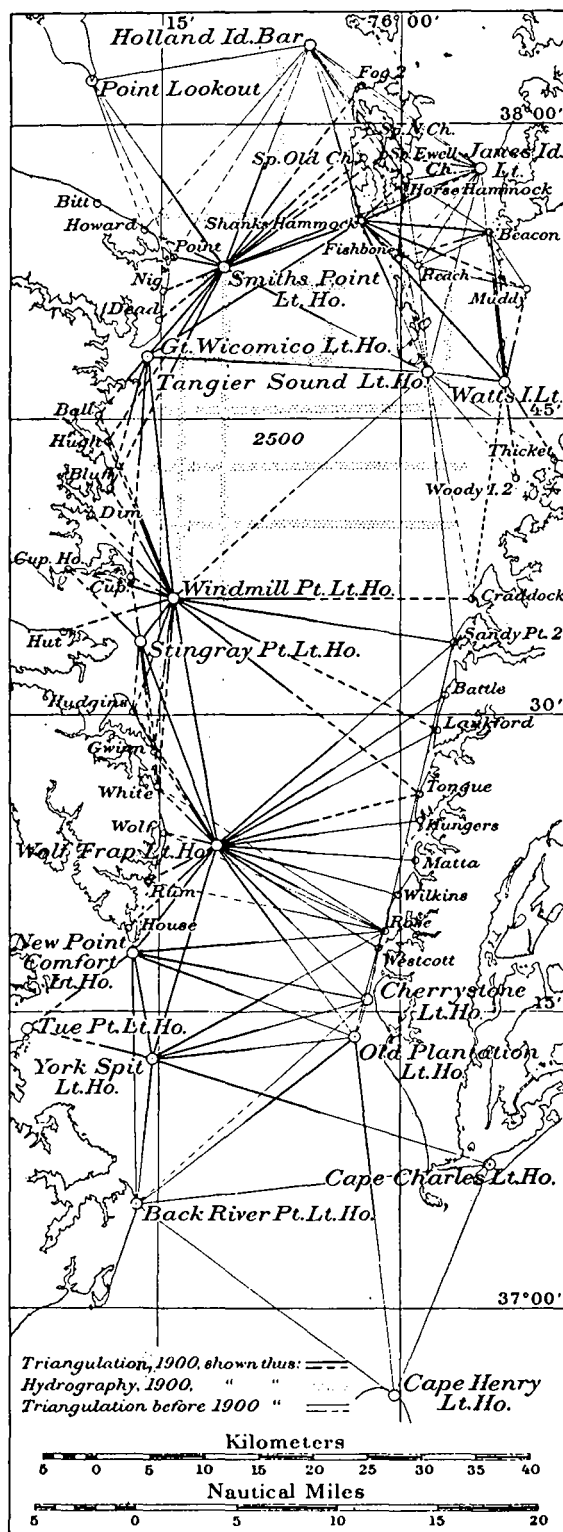 15' 76°00'
Holland Id.Bar
Fog 2
Point Lookout
38°00'
Sp.N.Ch.
Sp.Old Ch. Sp.Ewell Ch.
Janes Id. Lt.
Horse Hammock
Bitt
Howard
Shanks Hammock
Beacon
Point
Fishbone
Smiths Point Lt.Ho.
Reach
Nig
Muddy
Dead
Gt.Wicomico Lt.Ho.
Tangier Sound Lt.Ho.
Watts I.Lt.
Ball
45'
Hugh
2500
Thicket
Bluff
Woody I.2
Dim
Cup Ho.
Cup
Windmill Pt.Lt.Ho.
Craddock
Hut
Stingray Pt.Lt.Ho.
Sandy Pt.2
Battle
Hudgins
30'
Lankford
Gwinn
White
Tongue
Wolf
Hungers
Wolf Trap Lt.Ho.
Matta
Rum
Wilkins
House
Rose
New Point Comfort Lt.Ho.
Westcott
Cherrystone Lt.Ho.
15'
Tue Pt.Lt.Ho.
York Spit Lt.Ho.
Old Plantation Lt.Ho.
Cape Charles Lt.Ho.
Back River Pt.Lt.Ho.
37°00'
Triangulation, 1900, shown thus:
Hydrography, 1900, " "
Triangulation before 1900 "
Cape Henry Lt.Ho.
Kilometers
5 0 5 10 15 20 25 30 35 40
Nautical Miles
5 0 5 10 15 20